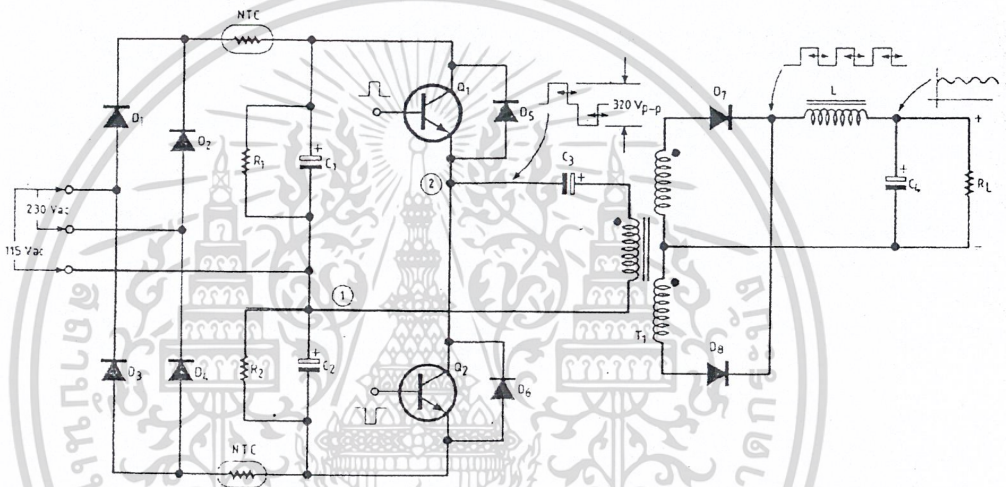 NTC
D1
D2
R1
C1
Q1
D5
320 Vp-p
2
C3
D7
L
C4
RL
230 Vac
115 Vac
1
D3
D4
R2
C2
Q2
D6
T1
D8
NTC